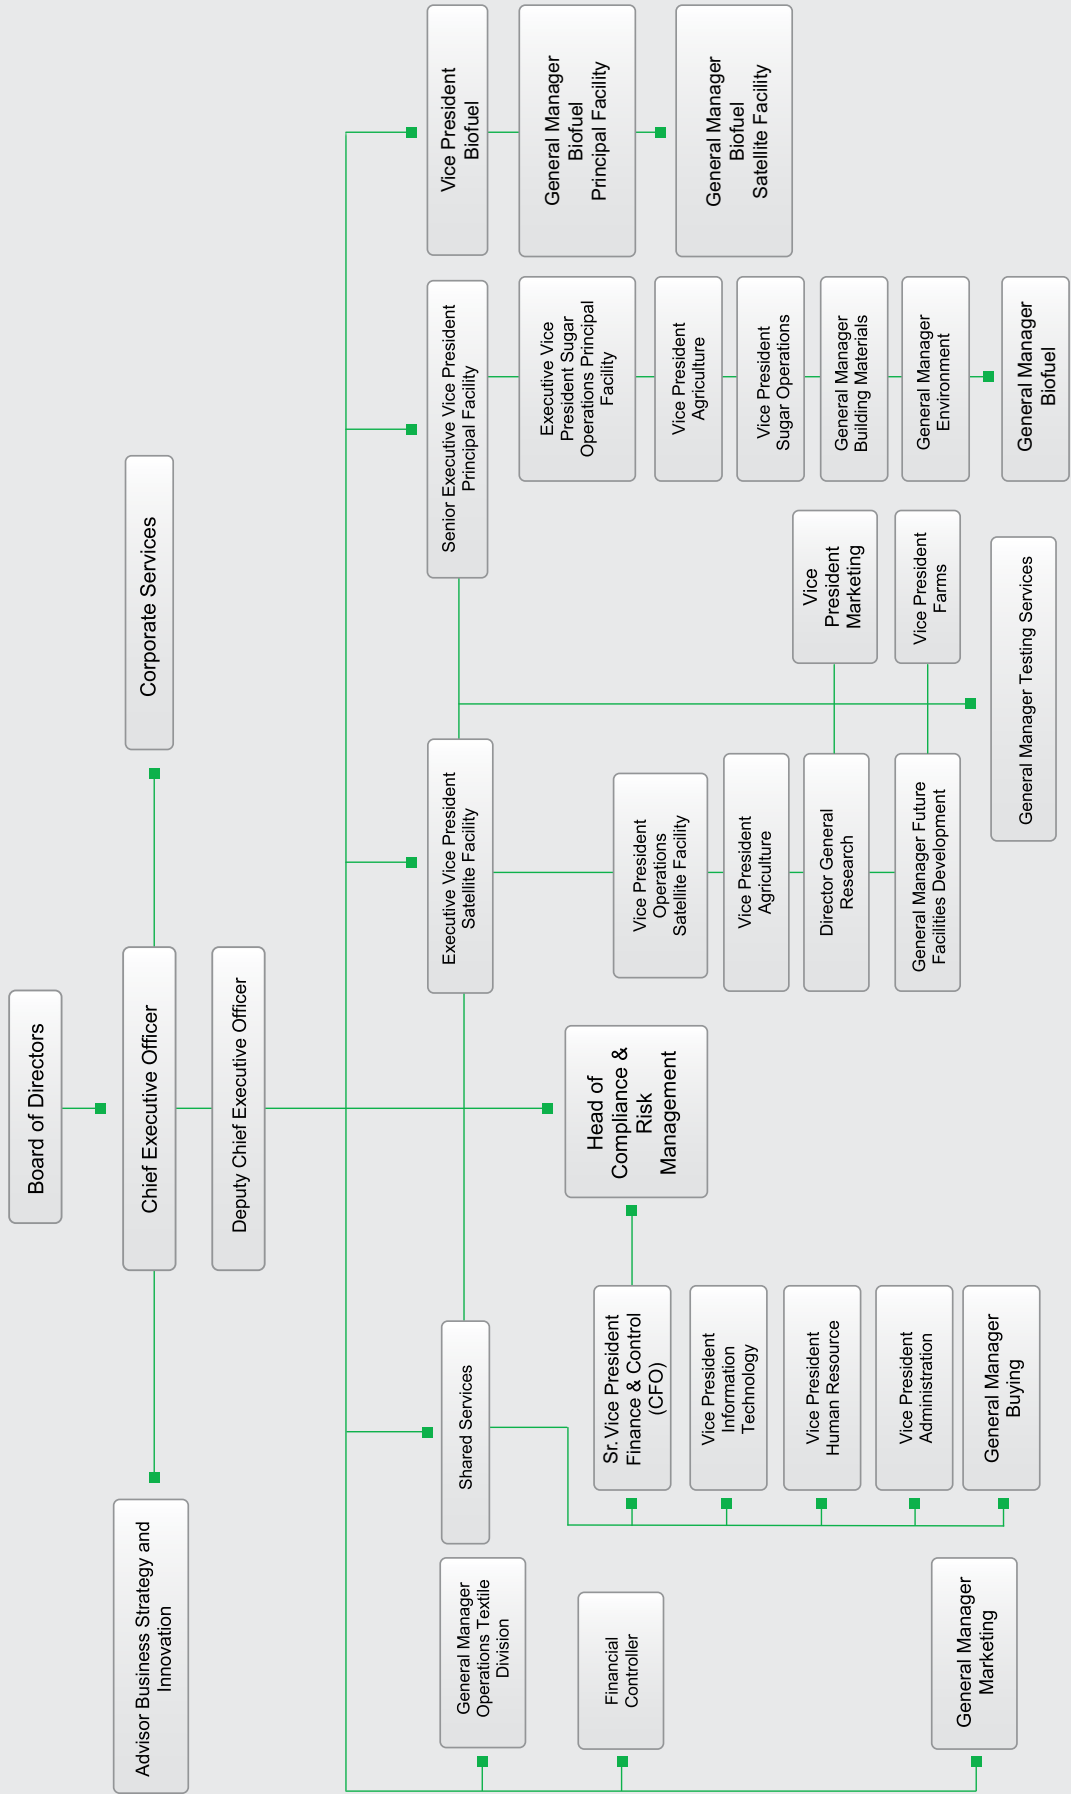 Board of Directors
Advisor Business Strategy and
Innovation
Chief Executive Officer
Corporate Services
Deputy Chief Executive Officer
General Manager
Operations Textile
Division
Financial
Controller
General Manager
Marketing
Shared Services
Sr. Vice President
Finance & Control
(CFO)
Vice President
Information
Technology
Vice President
Human Resource
Vice President
Administration
General Manager
Buying
Head of
Compliance &
Risk
Management
Executive Vice President
Satellite Facility
Vice President
Operations
Satellite Facility
Vice President
Agriculture
Director General
Research
General Manager Future
Facilities Development
Vice
President
Marketing
Vice President
Farms
General Manager Testing Services
Senior Executive Vice President
Principal Facility
Executive Vice
President Sugar
Operations Principal
Facility
Vice President
Agriculture
Vice President
Sugar Operations
General Manager
Building Materials
General Manager
Environment
General Manager
Biofuel
Vice President
Biofuel
General Manager
Biofuel
Principal Facility
General Manager
Biofuel
Satellite Facility